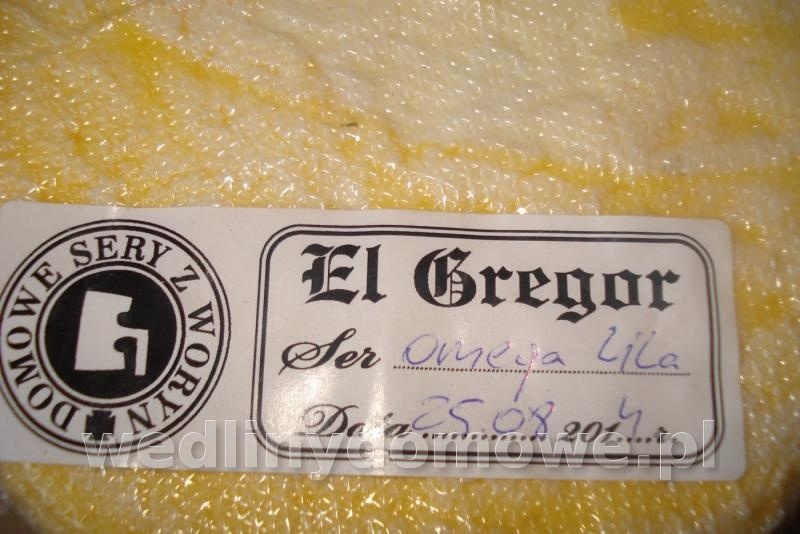 DOMOWE SERY Z WORYN
El Gregor
Ser omega Lila
Data 25.08 2014 r.
wedlinydomowe.pl